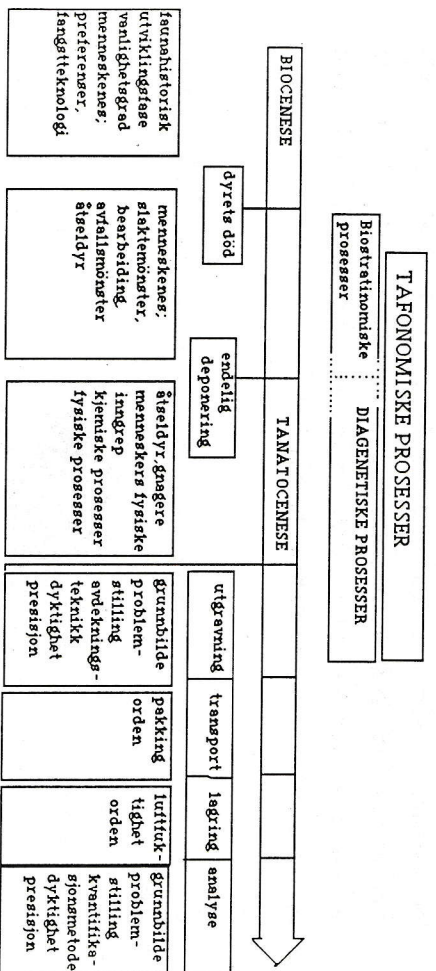 TAFONOMISKE PROSESSER
Biostratinomiske
prosesser
DIAGENETISKE PROSESSER
BIOCENESE
TANATOCENESE
dyrets död
endelig
deponering
utgravning
transport
lagring
analyse
faunahistorisk
utviklingsfase
vanlighetsgrad
menneskenes;
preferenser,
fangstteknologi
menneskenes;
slaktemönster,
bearbeiding
avfallsmönster
åtseldyr
åtseldyr,gnagere
menneskers fysiske
inngrep
kjemiske prosesser
fysiske prosesser
grunnbilde
problem-
stilling
avdeknings-
teknikk
dyktighet
presisjon
pakking
orden
luftfuk-
tighet
orden
grunnbilde
problem-
stilling
kvantifika-
sjonsmetode
dyktighet
presisjon